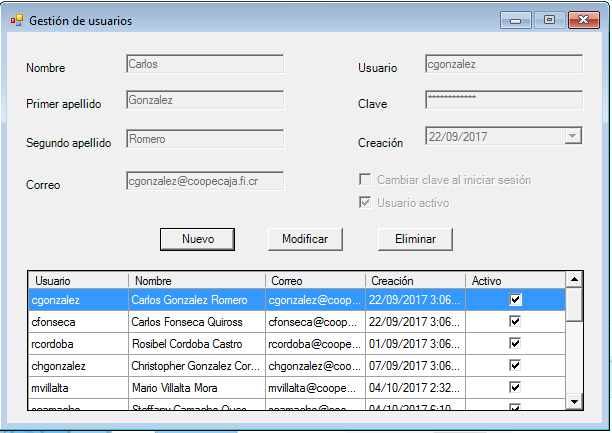 Gestión de usuarios
Nombre Carlos Usuario cgonzalez
Primer apellido Gonzalez Clave ************
Segundo apellido Romero Creación 22/09/2017
Correo cgonzalez@coopecaja.fi.cr Cambiar clave al iniciar sesión
Usuario activo
Nuevo Modificar Eliminar
Usuario Nombre Correo Creación Activo
cgonzalez Carlos Gonzalez Romero cgonzalez@coop... 22/09/2017 3:06...
cfonseca Carlos Fonseca Quiross cfonseca@coop... 22/09/2017 3:06...
rcordoba Rosibel Cordoba Castro rcordoba@coope... 01/09/2017 3:06...
chgonzalez Christopher Gonzalez Cor... chgonzalez@coo... 07/09/2017 3:06...
mvillalta Mario Villalta Mora mvillalta@coope... 04/10/2017 2:32...
Steffany Camacho 04/10/2017 6:10